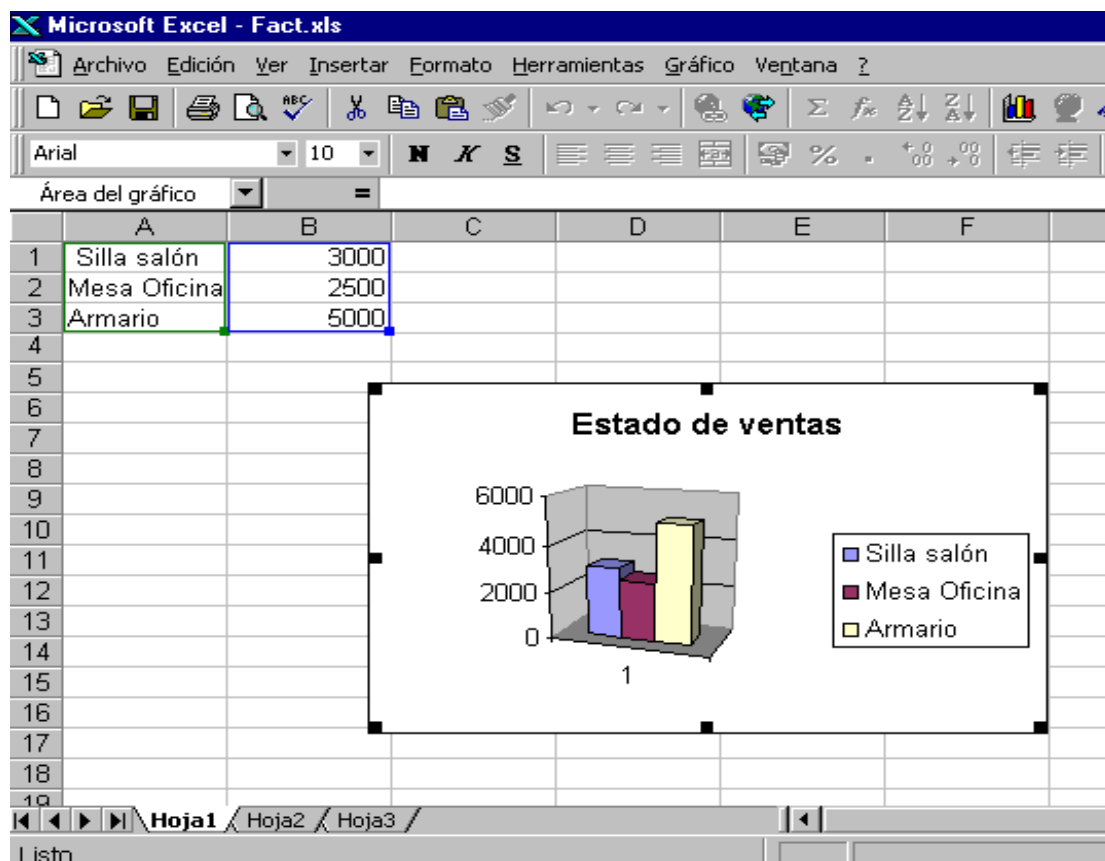 Microsoft Excel - Fact.xls
Archivo Edición Ver Insertar Formato Herramientas Gráfico Ventana ?
Arial 10 N K S %
Área del gráfico =
A B C D E F
1 Silla salón 3000
2 Mesa Oficina 2500
3 Armario 5000
4
5
6
7
8
9
10
11
12
13
14
15
16
17
18
19
Estado de ventas
6000
4000
2000
0
1
Silla salón
Mesa Oficina
Armario
Hoja1 Hoja2 Hoja3
Listo